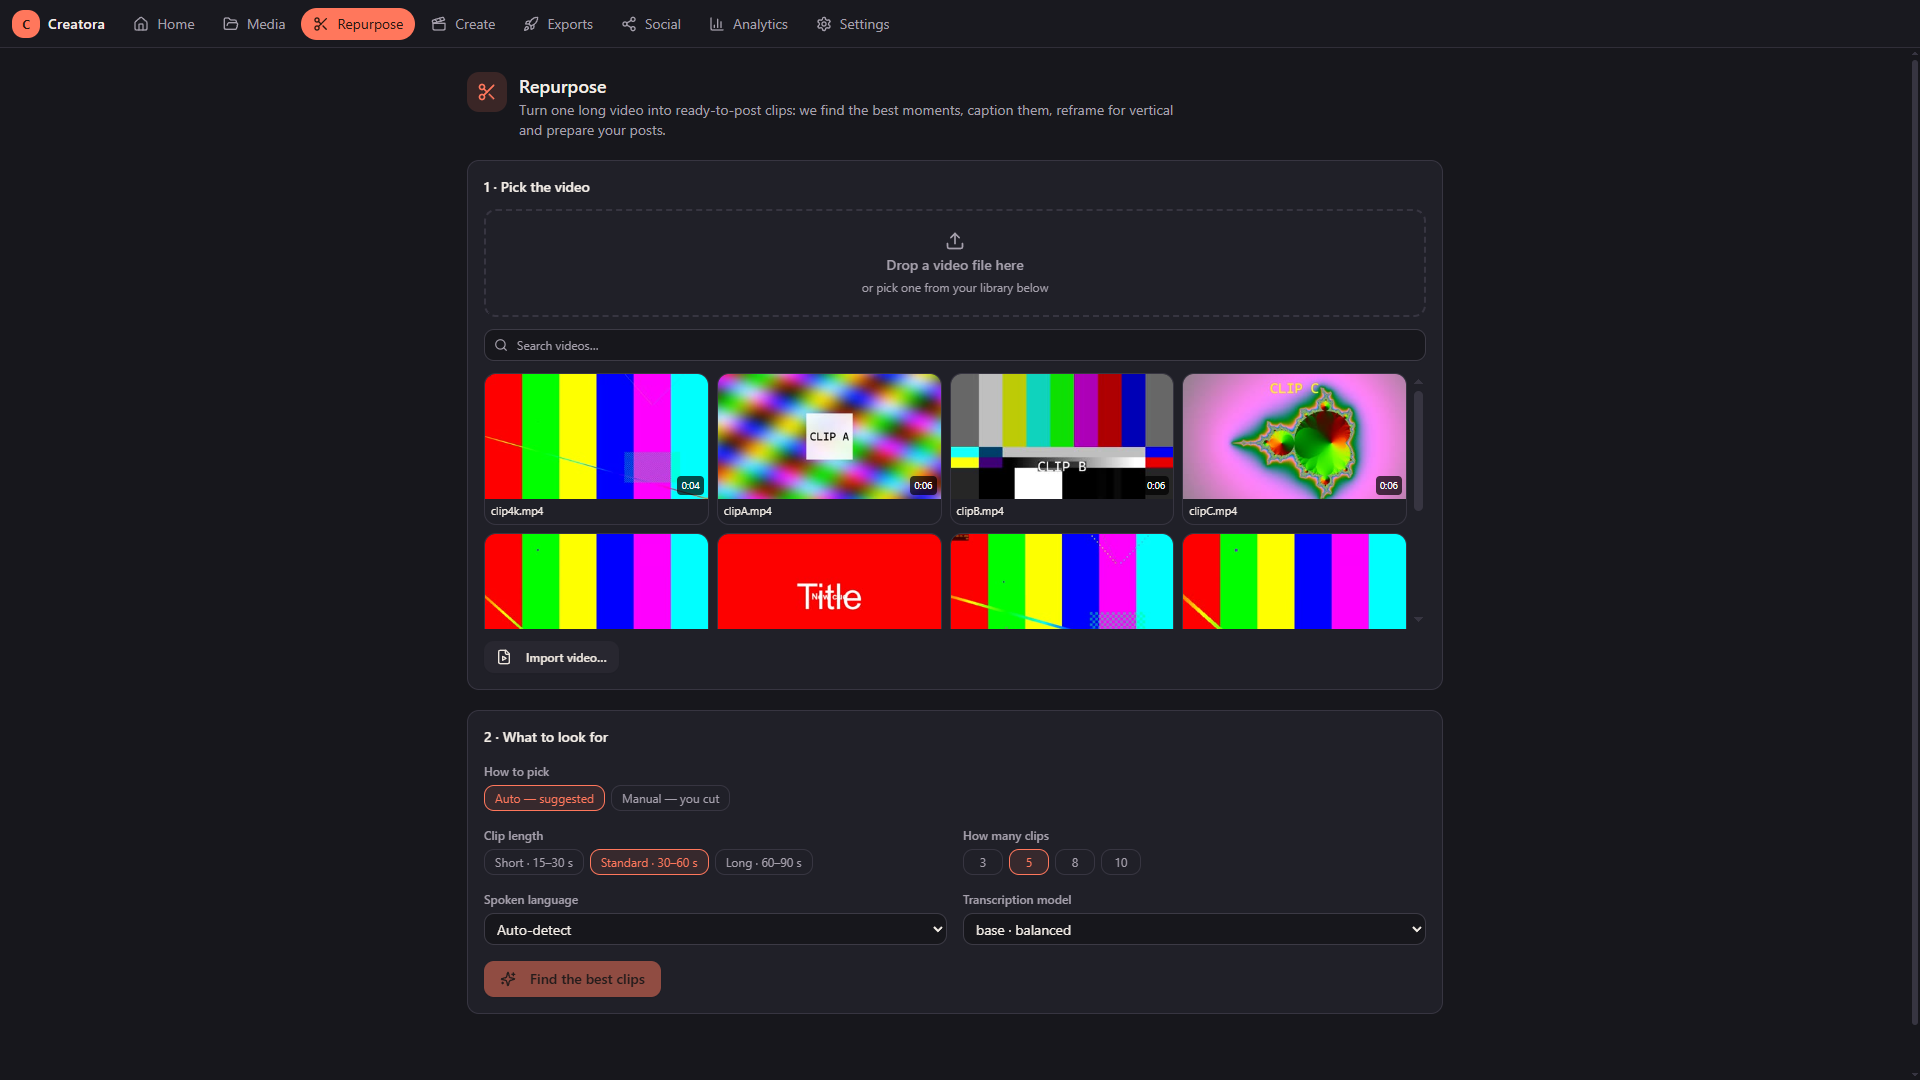 C Creatora Home Media Repurpose Create Exports Social Analytics Settings
Repurpose
Turn one long video into ready-to-post clips: we find the best moments, caption them, reframe for vertical
and prepare your posts.
1 · Pick the video
Drop a video file here
or pick one from your library below
Search videos...
CLIP A
CLIP B
CLIP C
0:04 0:06 0:06 0:06
clip4k.mp4 clipA.mp4 clipB.mp4 clipC.mp4
Title
Import video...
2 · What to look for
How to pick
Auto — suggested Manual — you cut
Clip length How many clips
Short · 15–30 s Standard · 30–60 s Long · 60–90 s 3 5 8 10
Spoken language Transcription model
Auto-detect base · balanced
Find the best clips